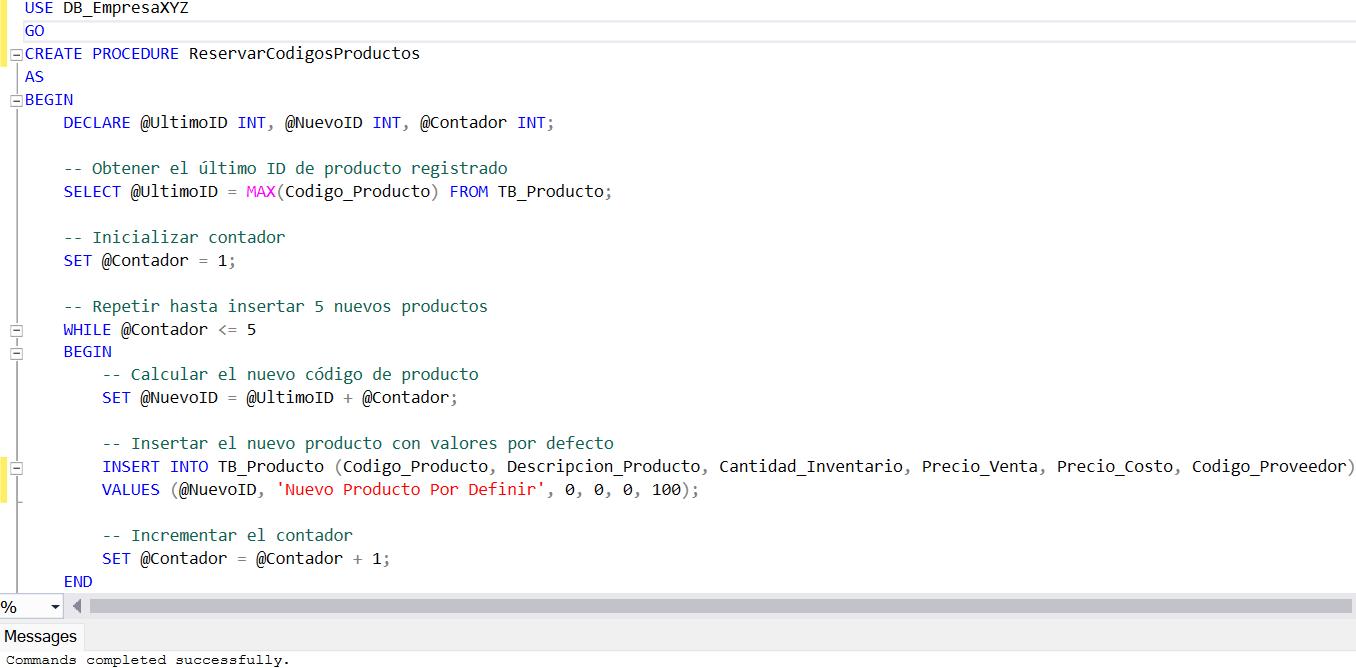 USE DB_EmpresaXYZ
GO
CREATE PROCEDURE ReservarCodigosProductos
AS
BEGIN
    DECLARE @UltimoID INT, @NuevoID INT, @Contador INT;
    -- Obtener el último ID de producto registrado
    SELECT @UltimoID = MAX(Codigo_Producto) FROM TB_Producto;
    -- Inicializar contador
    SET @Contador = 1;
    -- Repetir hasta insertar 5 nuevos productos
    WHILE @Contador <= 5
    BEGIN
        -- Calcular el nuevo código de producto
        SET @NuevoID = @UltimoID + @Contador;
        -- Insertar el nuevo producto con valores por defecto
        INSERT INTO TB_Producto (Codigo_Producto, Descripcion_Producto, Cantidad_Inventario, Precio_Venta, Precio_Costo, Codigo_Proveedor)
        VALUES (@NuevoID, 'Nuevo Producto Por Definir', 0, 0, 0, 100);
        -- Incrementar el contador
        SET @Contador = @Contador + 1;
    END
%
Messages
Commands completed successfully.